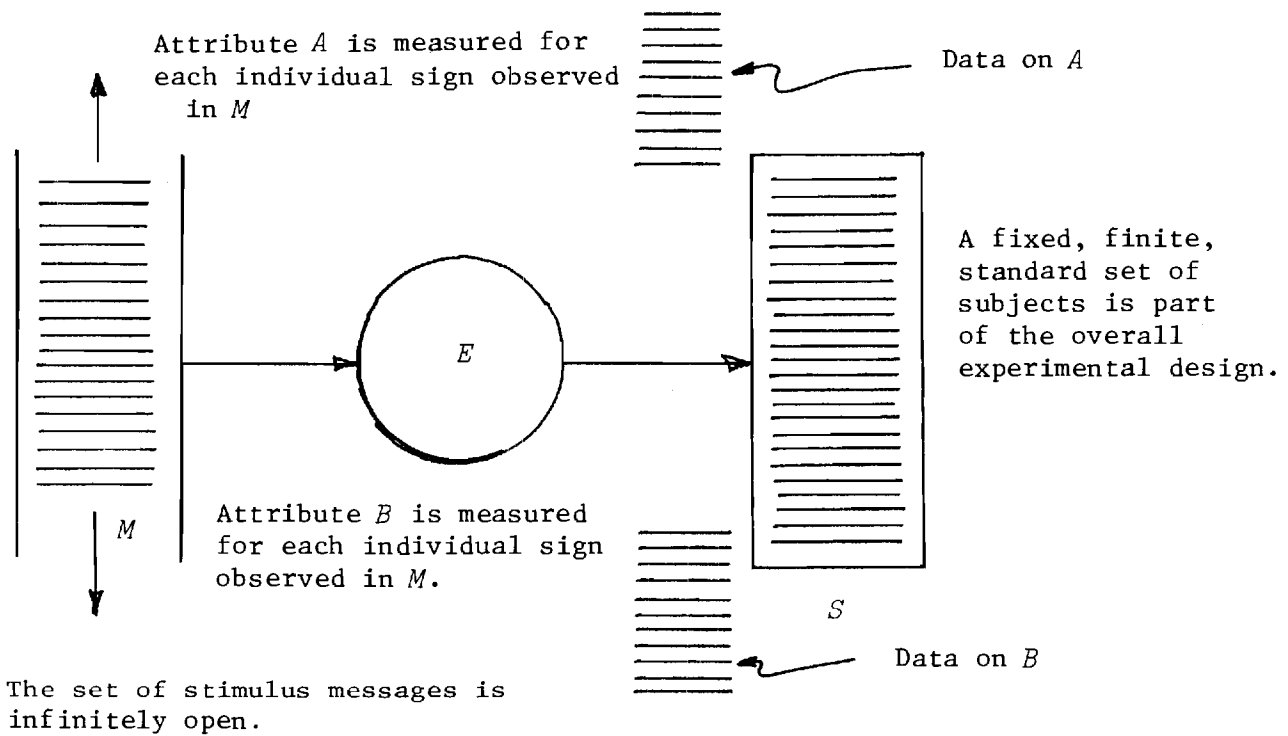 Attribute A is measured for
each individual sign observed
in M
Data on A
A fixed, finite,
standard set of
subjects is part
of the overall
experimental design.
E
M
Attribute B is measured
for each individual sign
observed in M.
S
Data on B
The set of stimulus messages is
infinitely open.